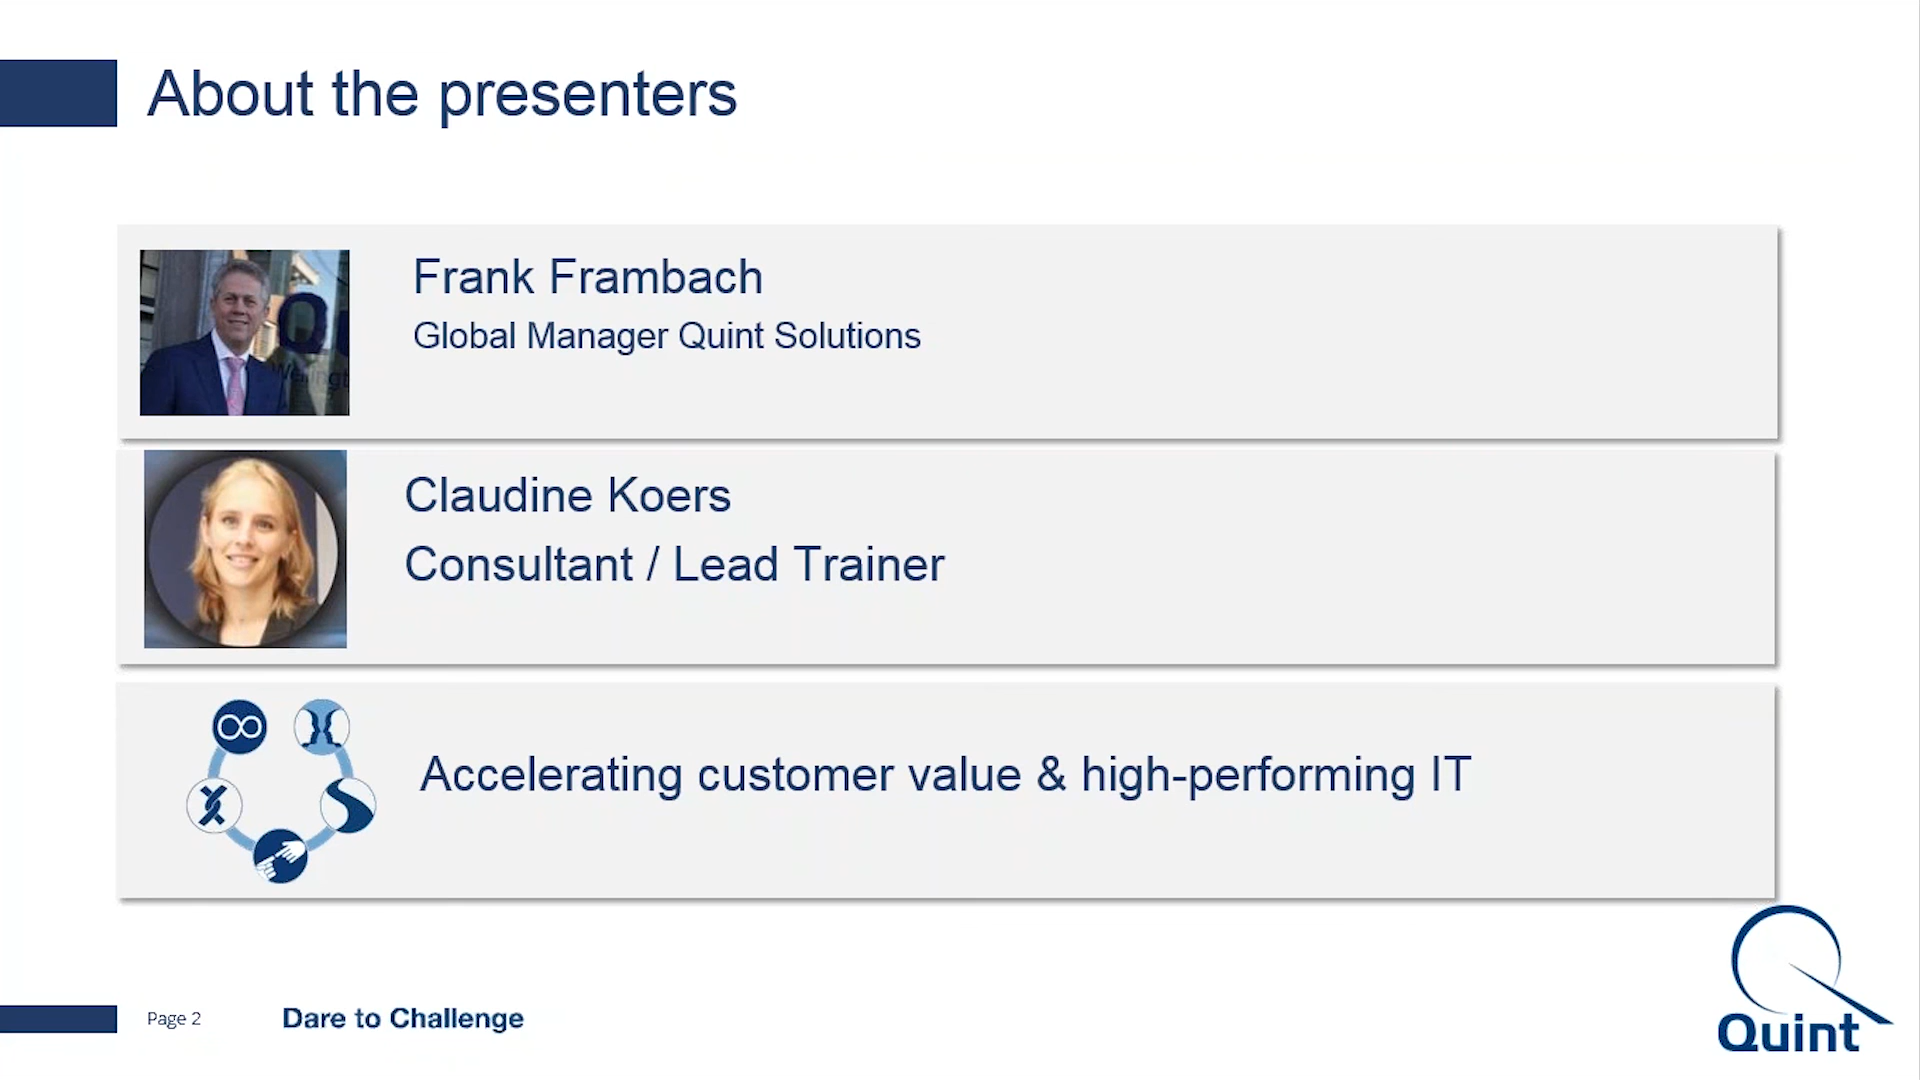 About the presenters
Frank Frambach
Global Manager Quint Solutions
Claudine Koers
Consultant / Lead Trainer
Accelerating customer value & high-performing IT
Page 2
Dare to Challenge
Quint